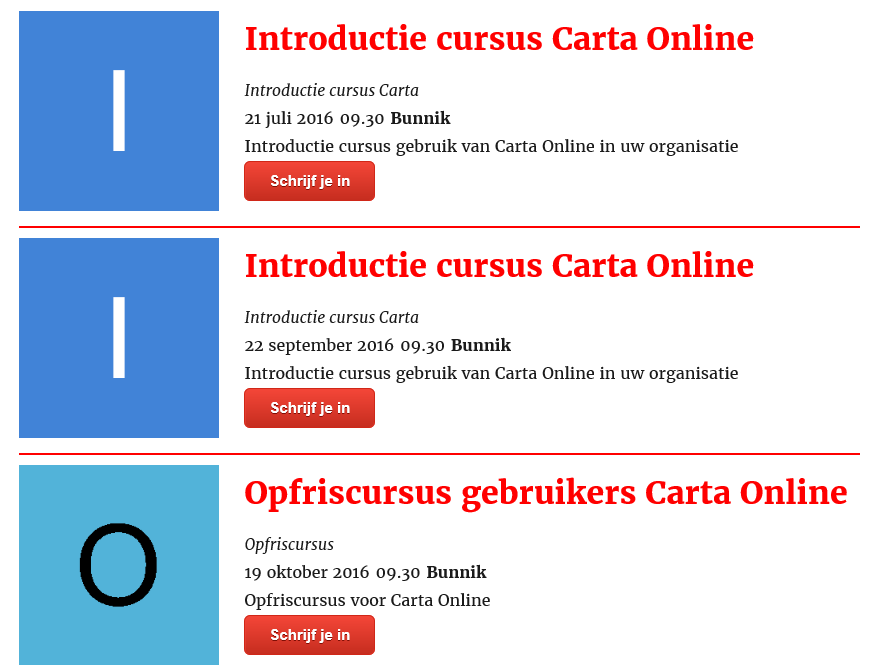 I
Introductie cursus Carta Online
Introductie cursus Carta
21 juli 2016 09.30 Bunnik
Introductie cursus gebruik van Carta Online in uw organisatie
Schrijf je in
I
Introductie cursus Carta Online
Introductie cursus Carta
22 september 2016 09.30 Bunnik
Introductie cursus gebruik van Carta Online in uw organisatie
Schrijf je in
O
Opfriscursus gebruikers Carta Online
Opfriscursus
19 oktober 2016 09.30 Bunnik
Opfriscursus voor Carta Online
Schrijf je in